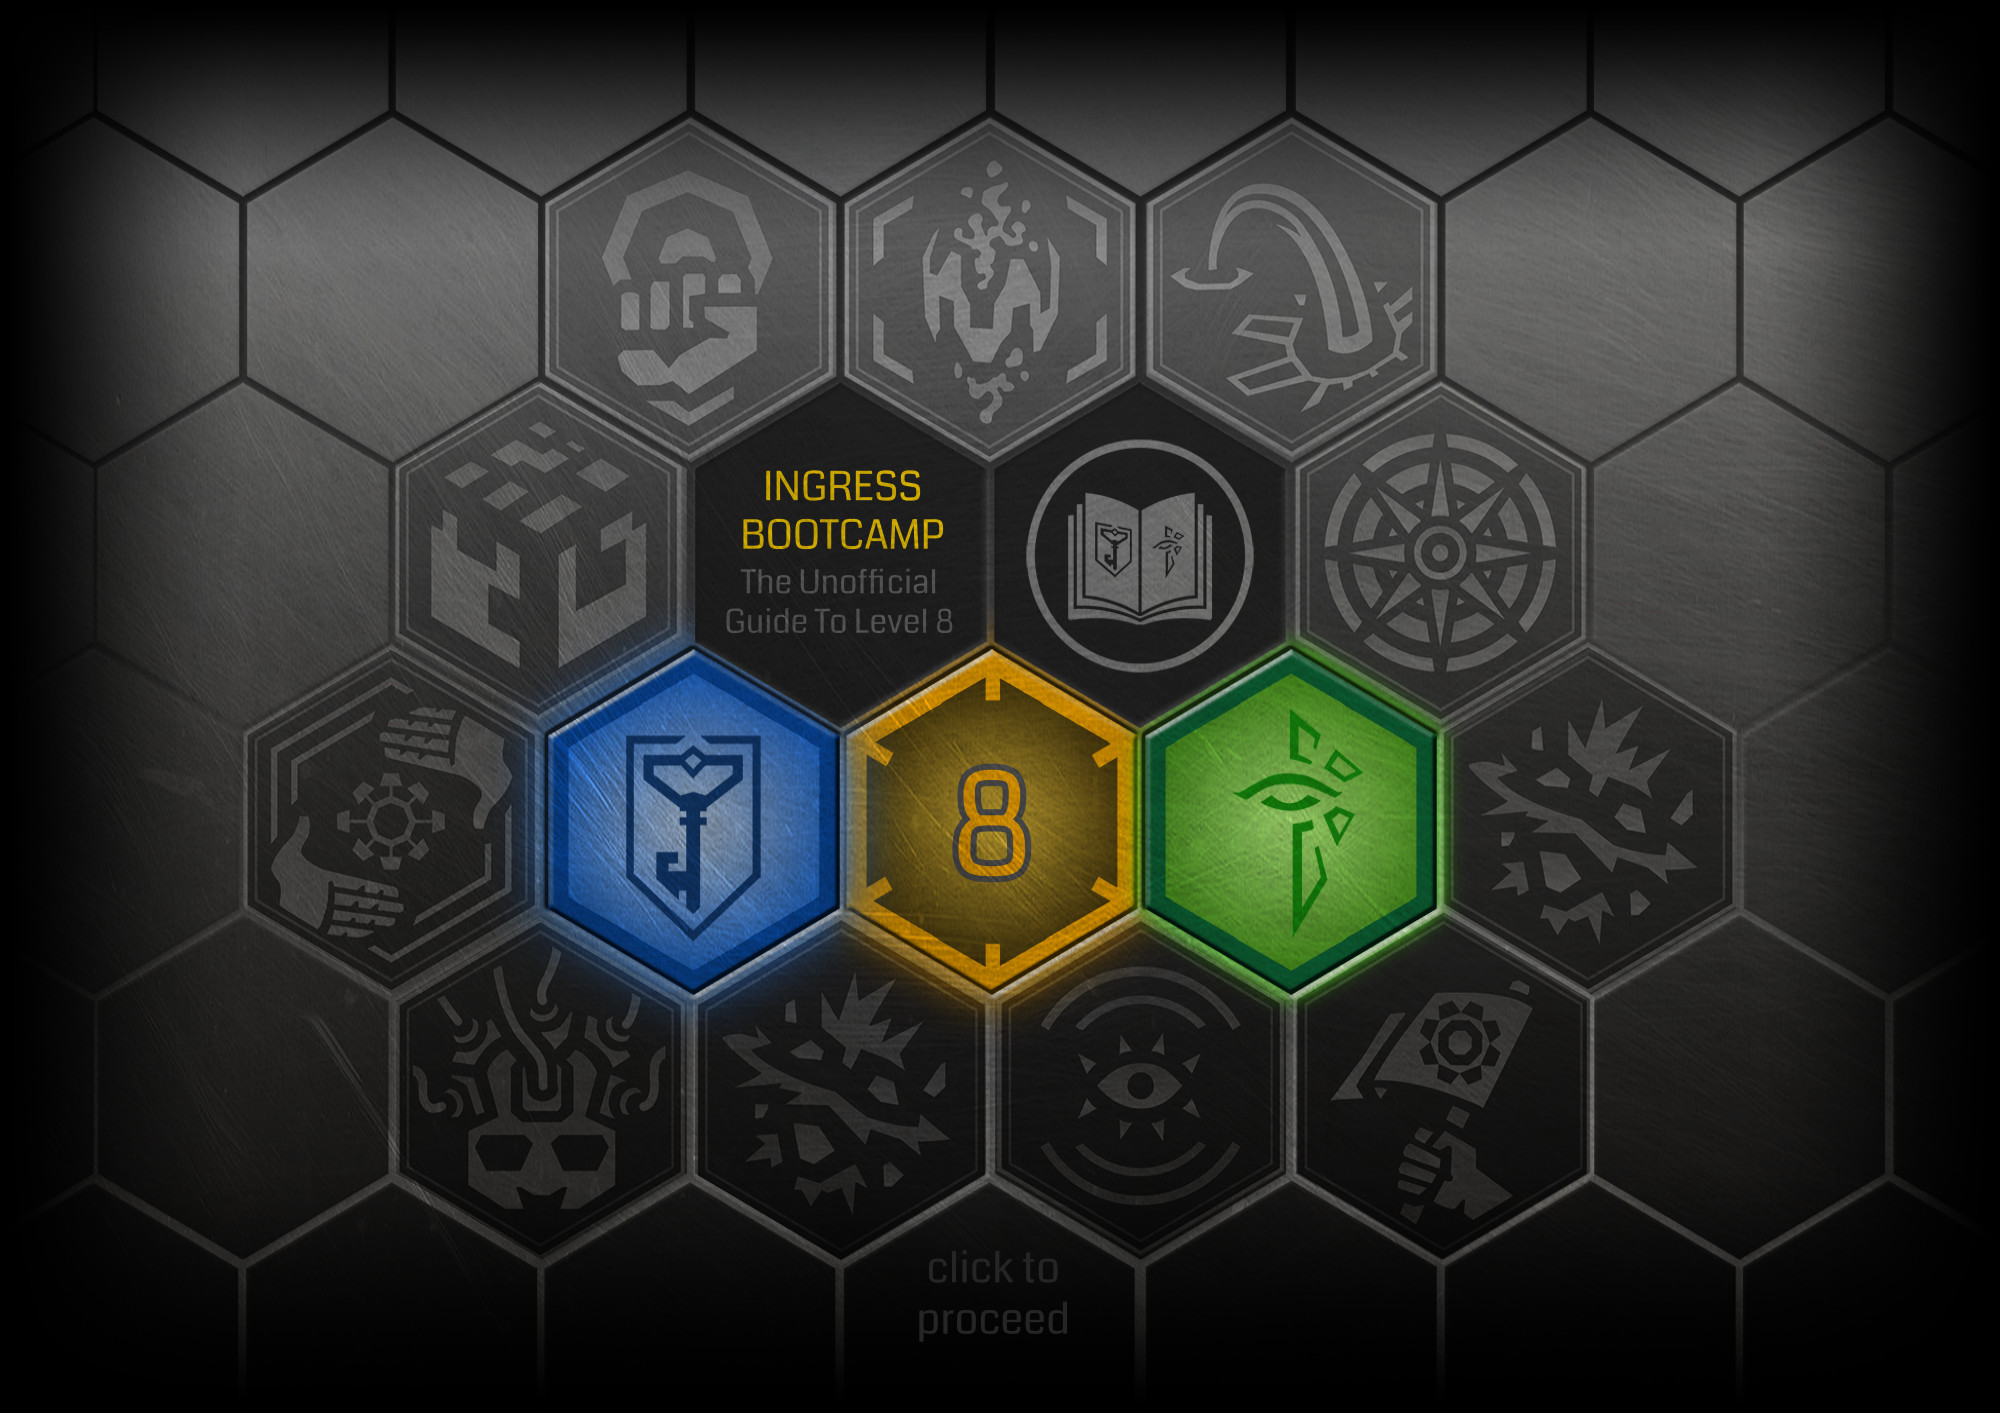 INGRESS
BOOTCAMP
The Unofficial
Guide To Level 8
8
click to
proceed